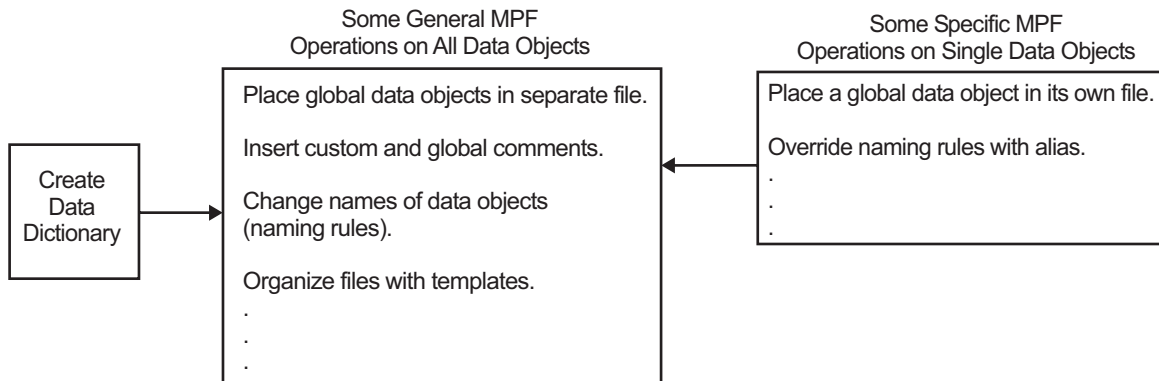 Create
Data
Dictionary
Some General MPF
Operations on All Data Objects
Place global data objects in separate file.
Insert custom and global comments.
Change names of data objects
(naming rules).
Organize files with templates.
.
.
.
Some Specific MPF
Operations on Single Data Objects
Place a global data object in its own file.
Override naming rules with alias.
.
.
.